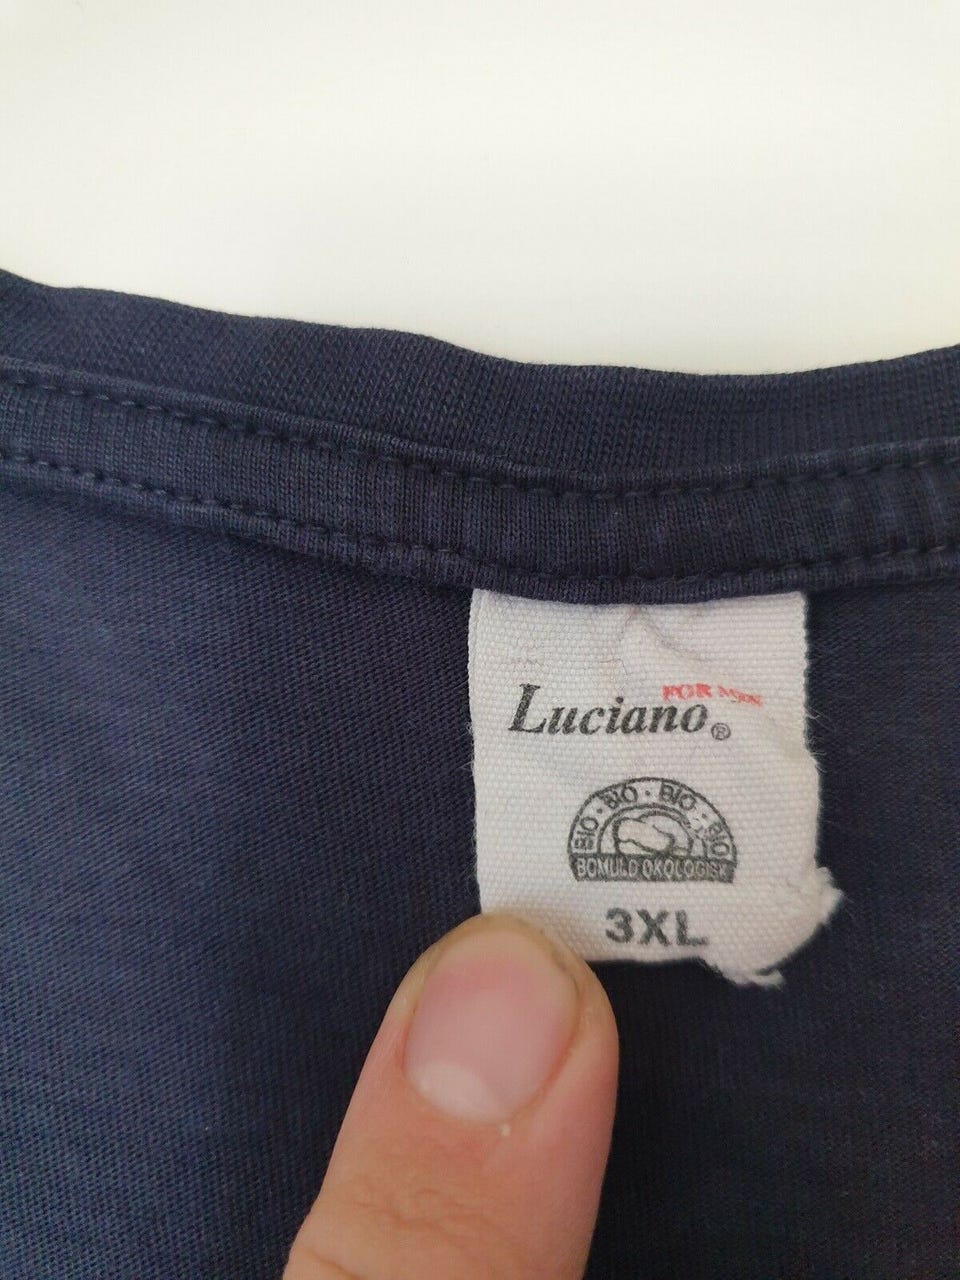 FOR MEN
Luciano®
BIO · BIO · BIO · BIO
BOMULD ØKOLOGISK
3XL